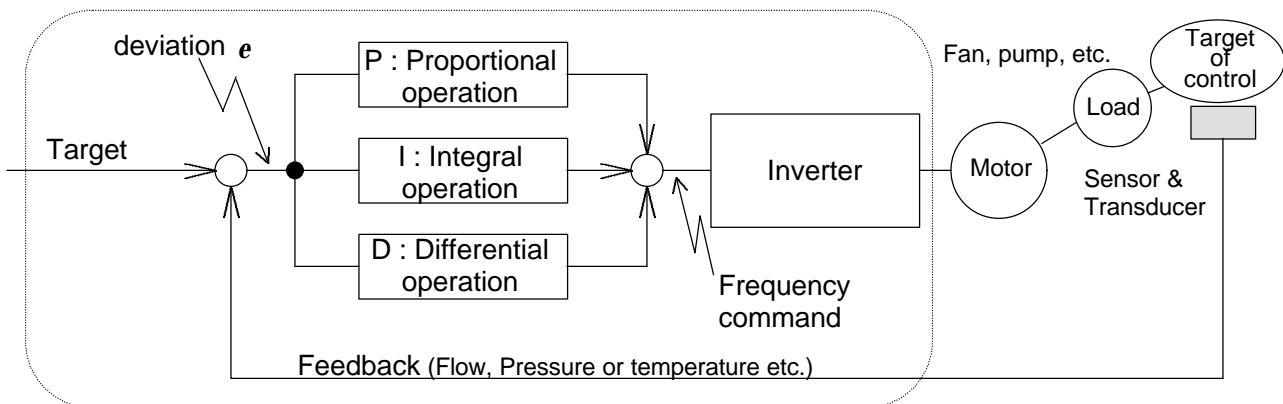 deviation e
P : Proportional
operation
Fan, pump, etc.
Target
of
control
Load
Target
I : Integral
operation
Inverter
Motor
Sensor &
Transducer
D : Differential
operation
Frequency
command
Feedback (Flow, Pressure or temperature etc.)